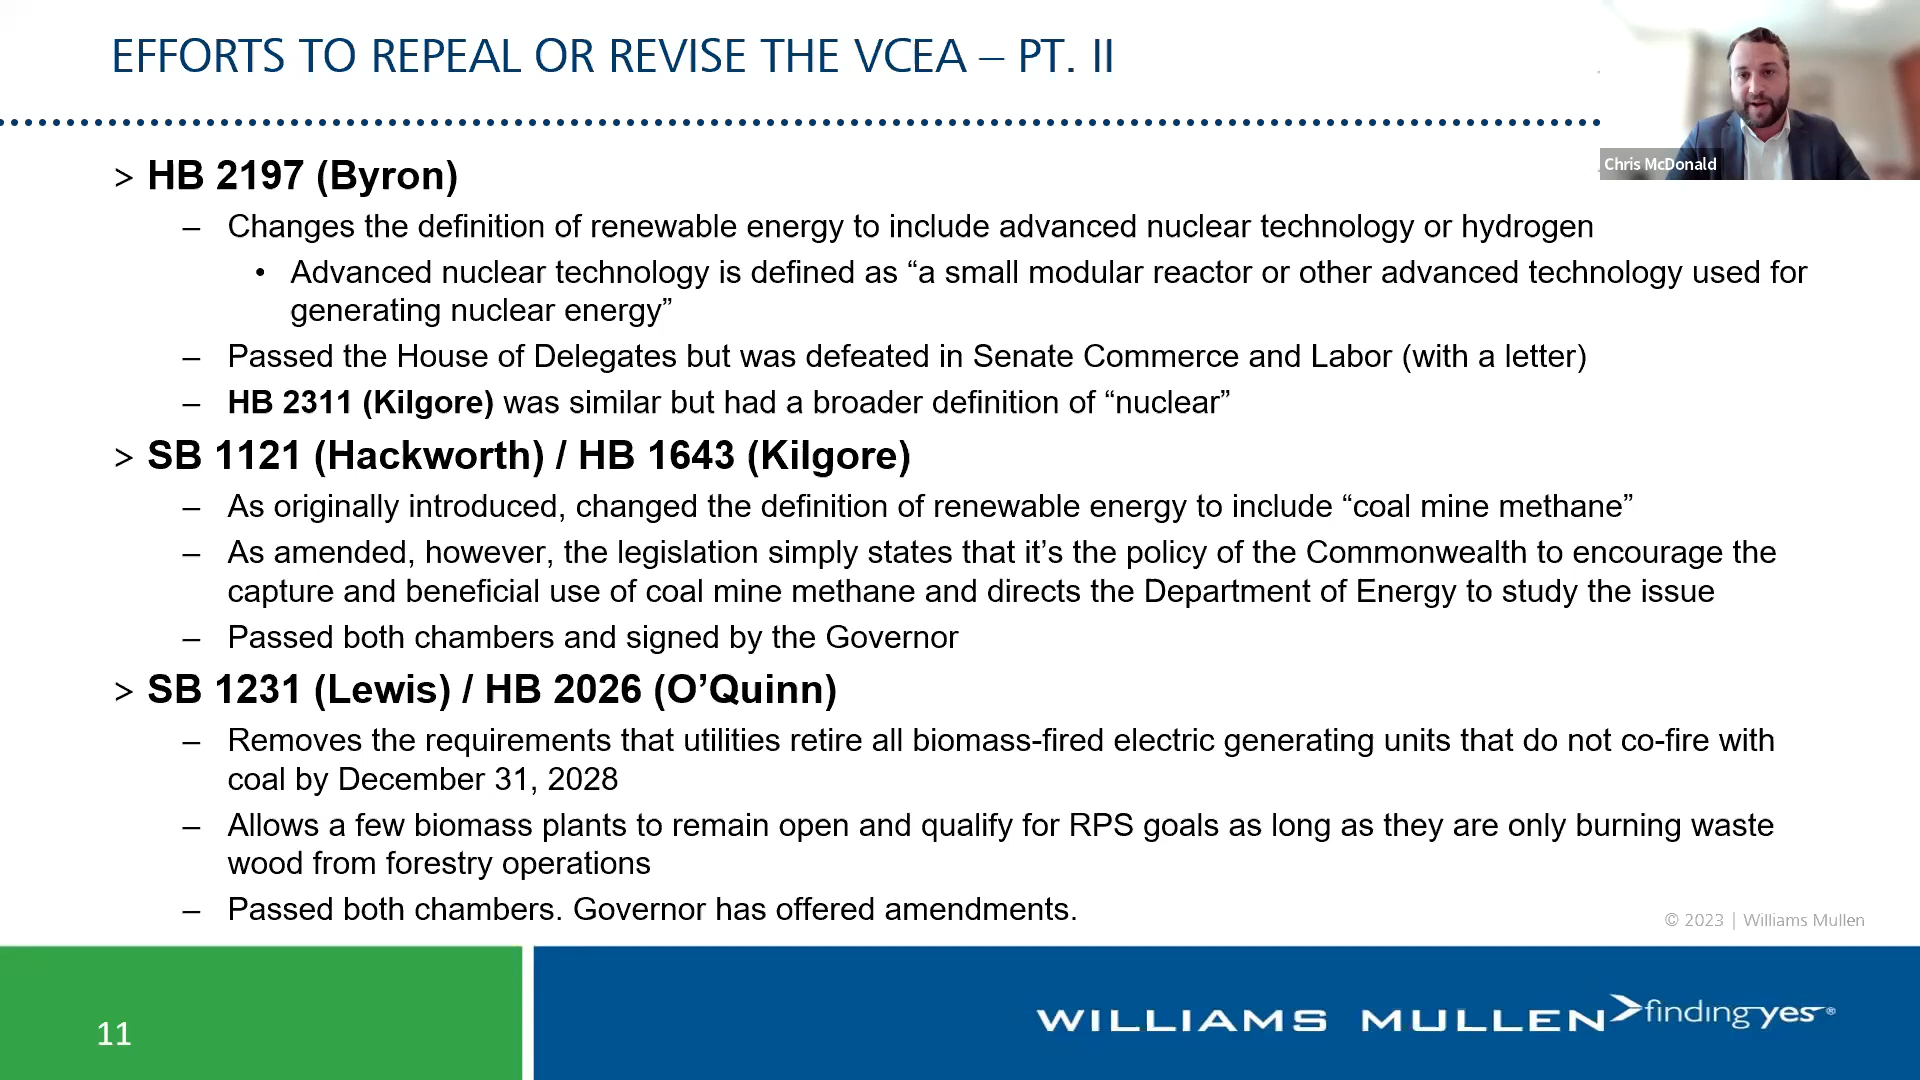 EFFORTS TO REPEAL OR REVISE THE VCEA – PT. II
Chris McDonald
> HB 2197 (Byron)
– Changes the definition of renewable energy to include advanced nuclear technology or hydrogen
• Advanced nuclear technology is defined as “a small modular reactor or other advanced technology used for
generating nuclear energy”
– Passed the House of Delegates but was defeated in Senate Commerce and Labor (with a letter)
– HB 2311 (Kilgore) was similar but had a broader definition of “nuclear”
> SB 1121 (Hackworth) / HB 1643 (Kilgore)
– As originally introduced, changed the definition of renewable energy to include “coal mine methane”
– As amended, however, the legislation simply states that it’s the policy of the Commonwealth to encourage the
capture and beneficial use of coal mine methane and directs the Department of Energy to study the issue
– Passed both chambers and signed by the Governor
> SB 1231 (Lewis) / HB 2026 (O’Quinn)
– Removes the requirements that utilities retire all biomass-fired electric generating units that do not co-fire with
coal by December 31, 2028
– Allows a few biomass plants to remain open and qualify for RPS goals as long as they are only burning waste
wood from forestry operations
– Passed both chambers. Governor has offered amendments.
© 2023 | Williams Mullen
11
WILLIAMS MULLEN findingyes®